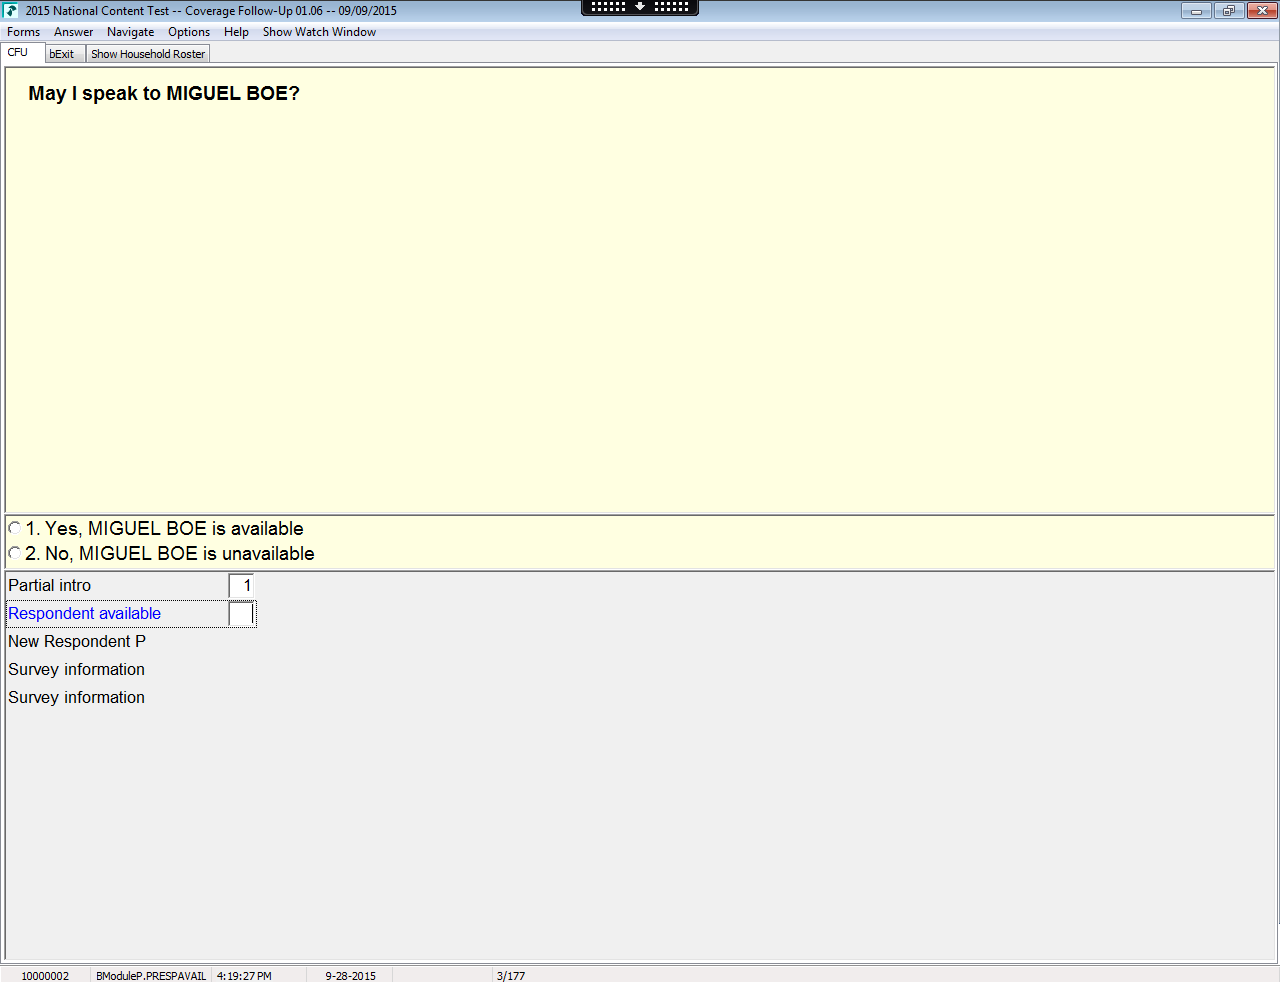 2015 National Content Test -- Coverage Follow-Up 01.06 -- 09/09/2015
Forms Answer Navigate Options Help Show Watch Window
CFU bExit Show Household Roster
May I speak to MIGUEL BOE?
1. Yes, MIGUEL BOE is available
2. No, MIGUEL BOE is unavailable
Partial intro 1
Respondent available
New Respondent P
Survey information
Survey information
10000002 BModuleP.PRESPAVAIL 4:19:27 PM 9-28-2015 3/177